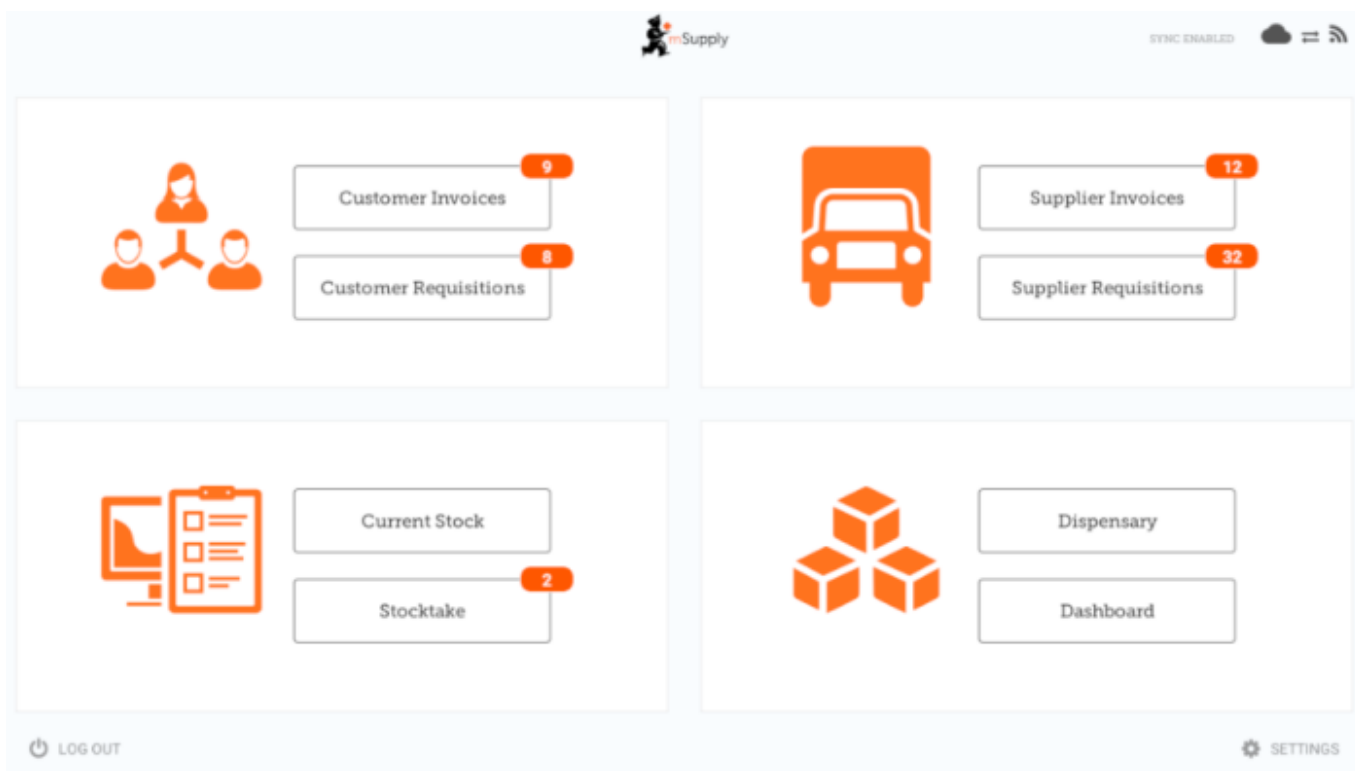 mSupply
SYNC ENABLED
9
Customer Invoices
8
Customer Requisitions
12
Supplier Invoices
32
Supplier Requisitions
Current Stock
2
Stocktake
Dispensary
Dashboard
LOG OUT
SETTINGS